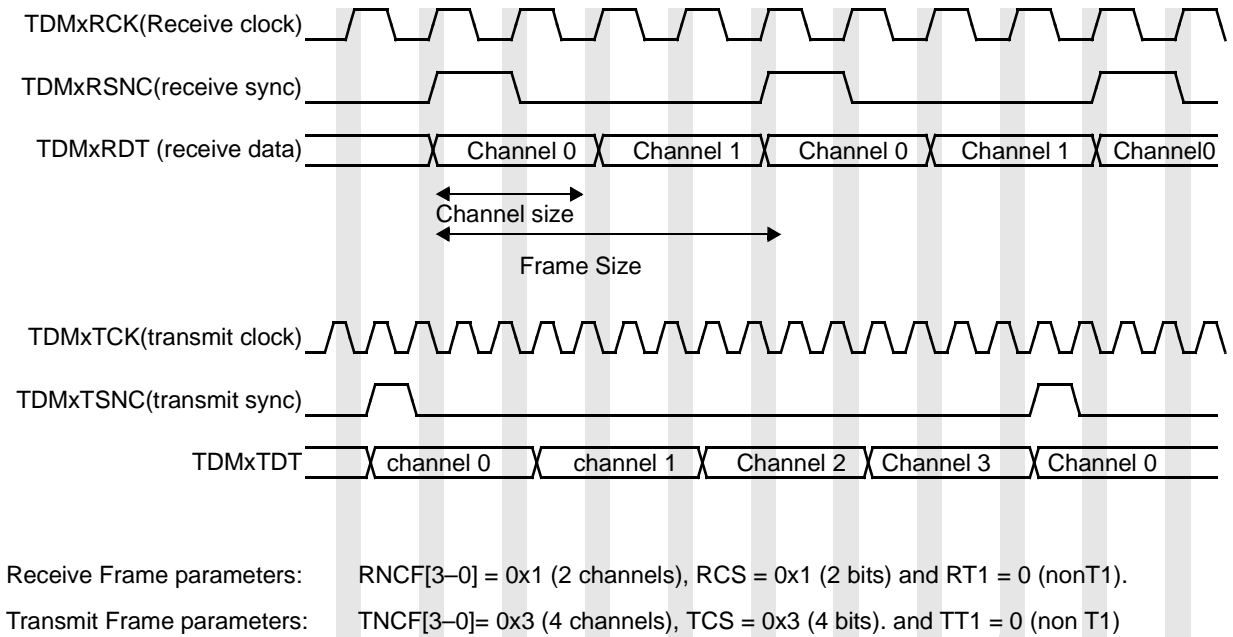 TDMxRCK(Receive clock)
TDMxRSNC(receive sync)
TDMxRDT (receive data)
Channel 0
Channel 1
Channel 0
Channel 1
Channel0
Channel size
Frame Size
TDMxTCK(transmit clock)
TDMxTSNC(transmit sync)
TDMxTDT
channel 0
channel 1
Channel 2
Channel 3
Channel 0
Receive Frame parameters: RNCF[3–0] = 0x1 (2 channels), RCS = 0x1 (2 bits) and RT1 = 0 (nonT1).
Transmit Frame parameters: TNCF[3–0]= 0x3 (4 channels), TCS = 0x3 (4 bits). and TT1 = 0 (non T1)